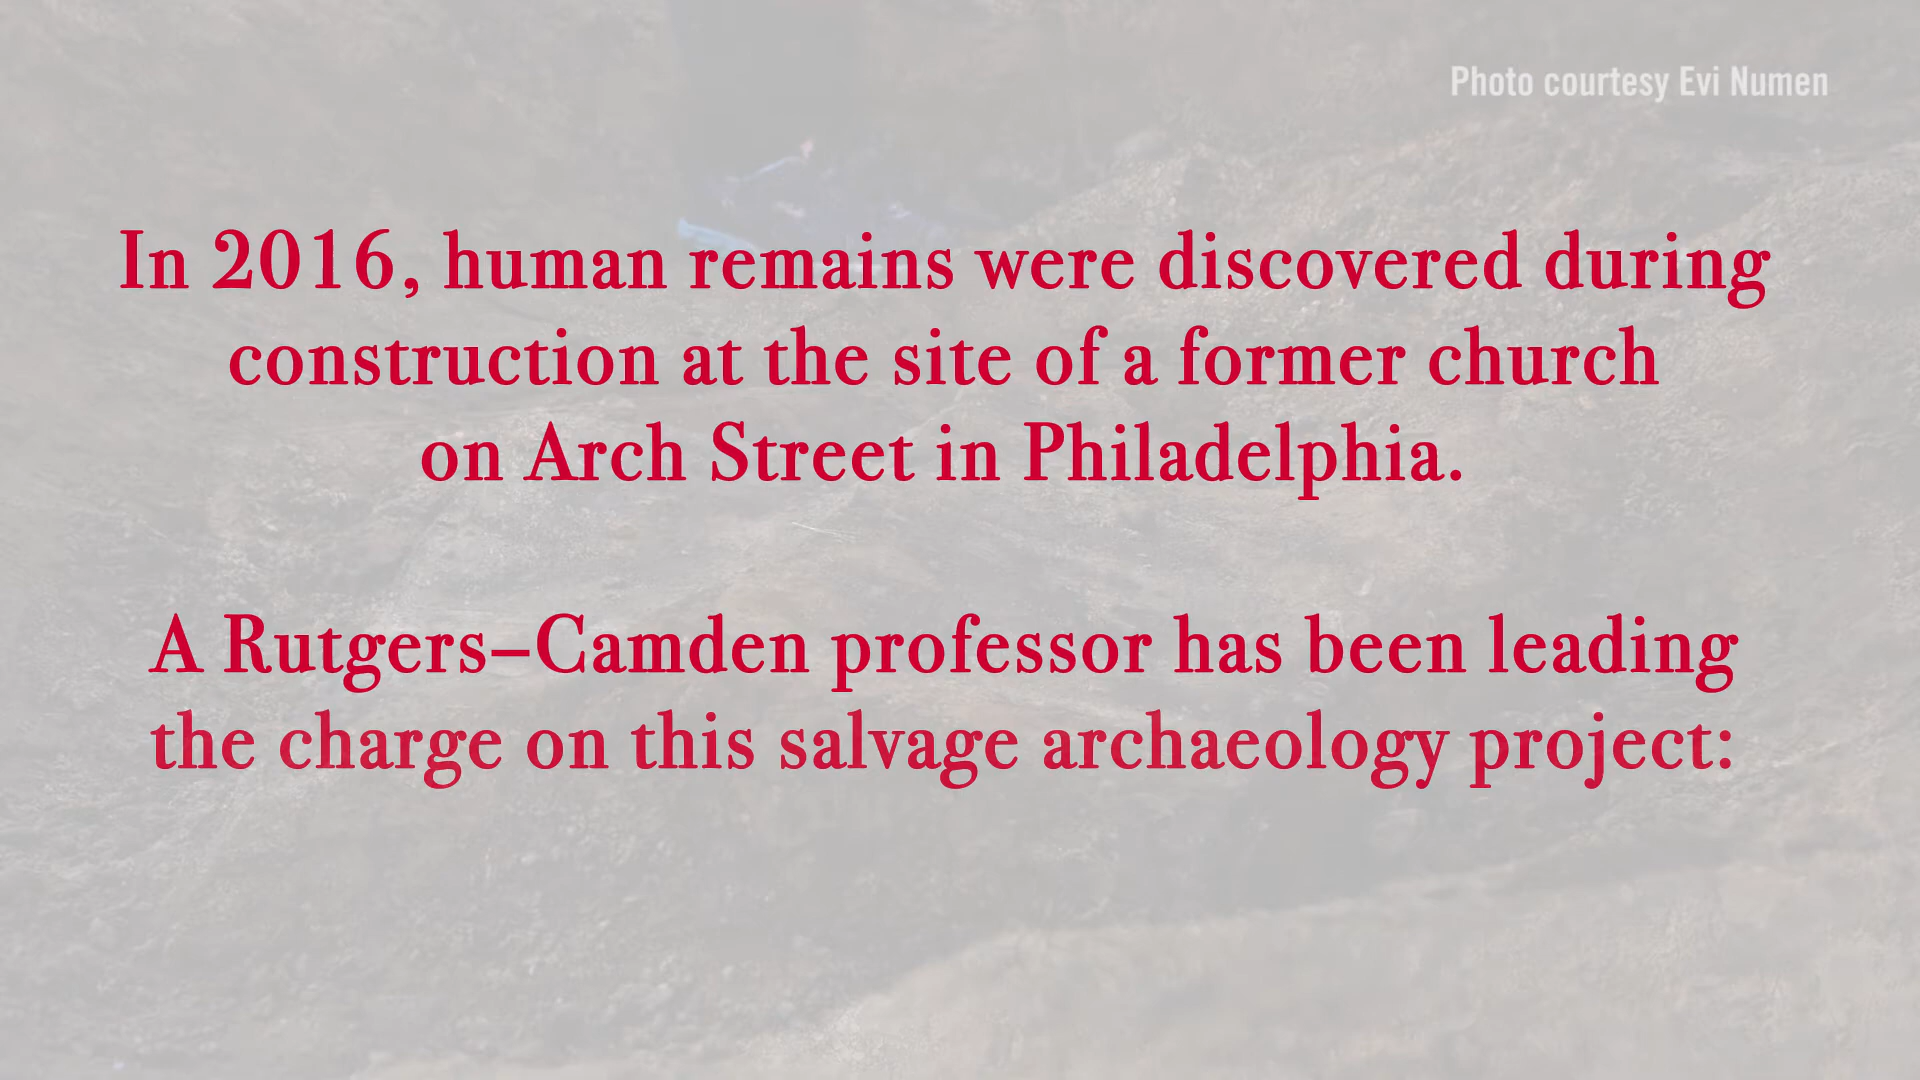 Photo courtesy Evi Numen
In 2016, human remains were discovered during
construction at the site of a former church
on Arch Street in Philadelphia.
A Rutgers–Camden professor has been leading
the charge on this salvage archaeology project: